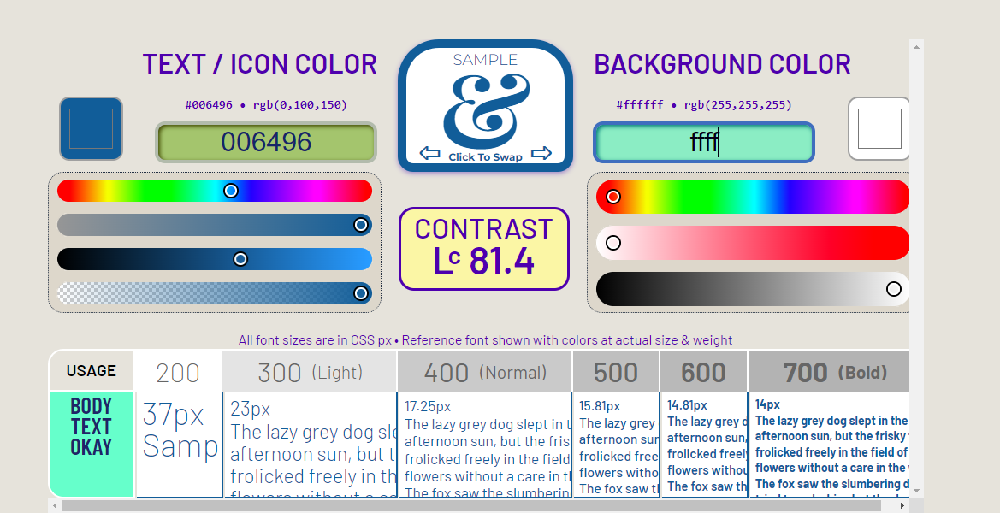 TEXT / ICON COLOR
SAMPLE
BACKGROUND COLOR
#006496 • rgb(0,100,150)
&
#ffffff • rgb(255,255,255)
006496
ffff
Click To Swap
CONTRAST
Lc 81.4
All font sizes are in CSS px • Reference font shown with colors at actual size & weight
USAGE
200
300 (Light)
400 (Normal)
500
600
700 (Bold)
BODY
TEXT
OKAY
37px
Samp
23px
The lazy grey dog sle
afternoon sun, but t
frolicked freely in th
flowers without a ca
17.25px
The lazy grey dog slept in t
afternoon sun, but the fris
frolicked freely in the field
flowers without a care in t
The fox saw the slumberin
15.81px
The lazy grey
afternoon sun
frolicked free
flowers witho
The fox saw t
14.81px
The lazy grey d
afternoon sun,
frolicked freel
flowers withou
The fox saw th
14px
The lazy grey dog slept in the
afternoon sun, but the frisky
frolicked freely in the field of
flowers without a care in the
The fox saw the slumbering d